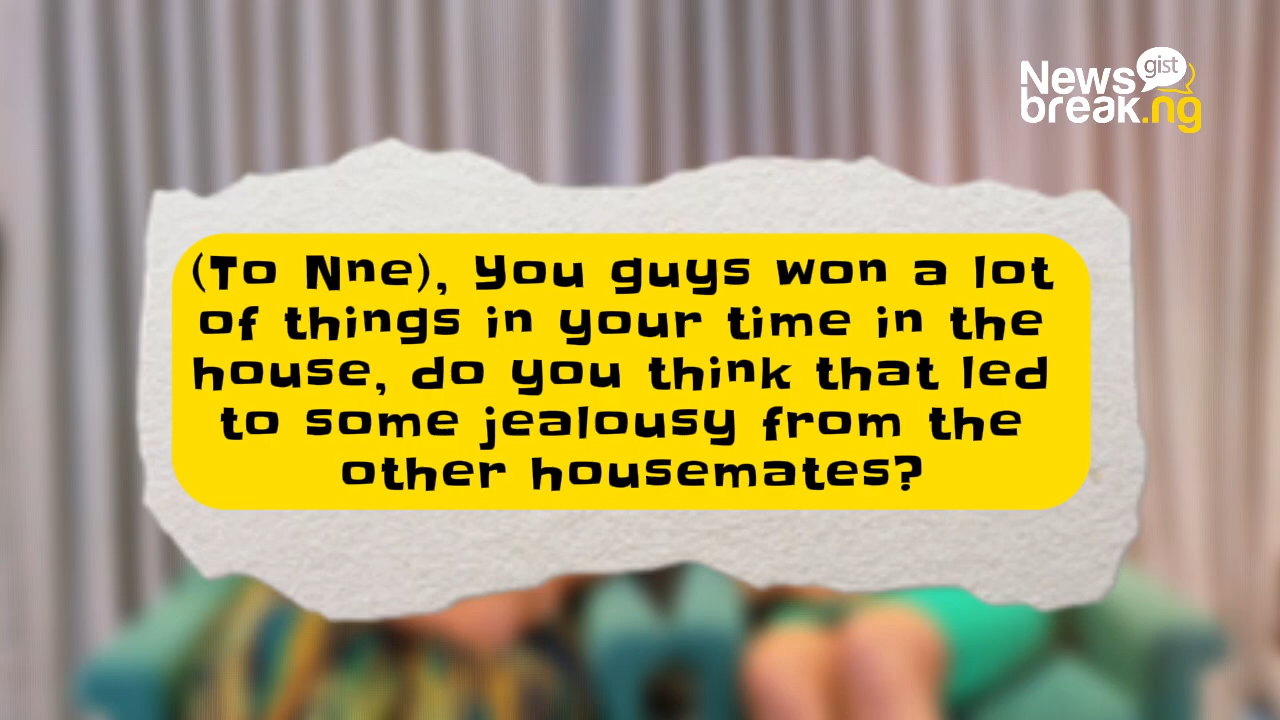 News gist
break.ng
(To Nne), You guys won a lot
of things in your time in the
house, do you think that led
to some jealousy from the
other housemates?